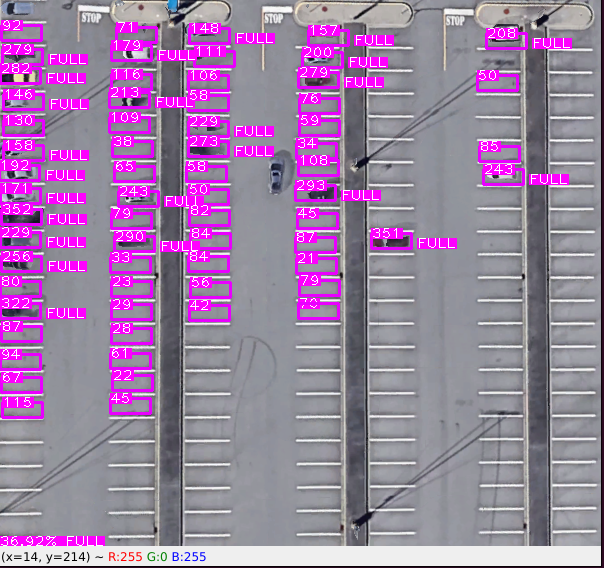 92
279 FULL
282 FULL
146 FULL
130
158 FULL
192 FULL
171 FULL
352 FULL
229 FULL
256 FULL
80
322 FULL
87
94
67
115
STOP
71
179 FULL
116
213 FULL
109
38
65
243 FULL
79
290 FULL
33
23
29
28
61
22
45
148 FULL
111
106
58
229 FULL
273 FULL
58
50
82
84
84
56
42
STOP
157 FULL
200 FULL
279 FULL
76
59
34
108
293 FULL
45
87
21
79
70
351 FULL
STOP
208 FULL
50
85
243 FULL
36.92% FULL
(x=14, y=214) ~ R:255 G:0 B:255